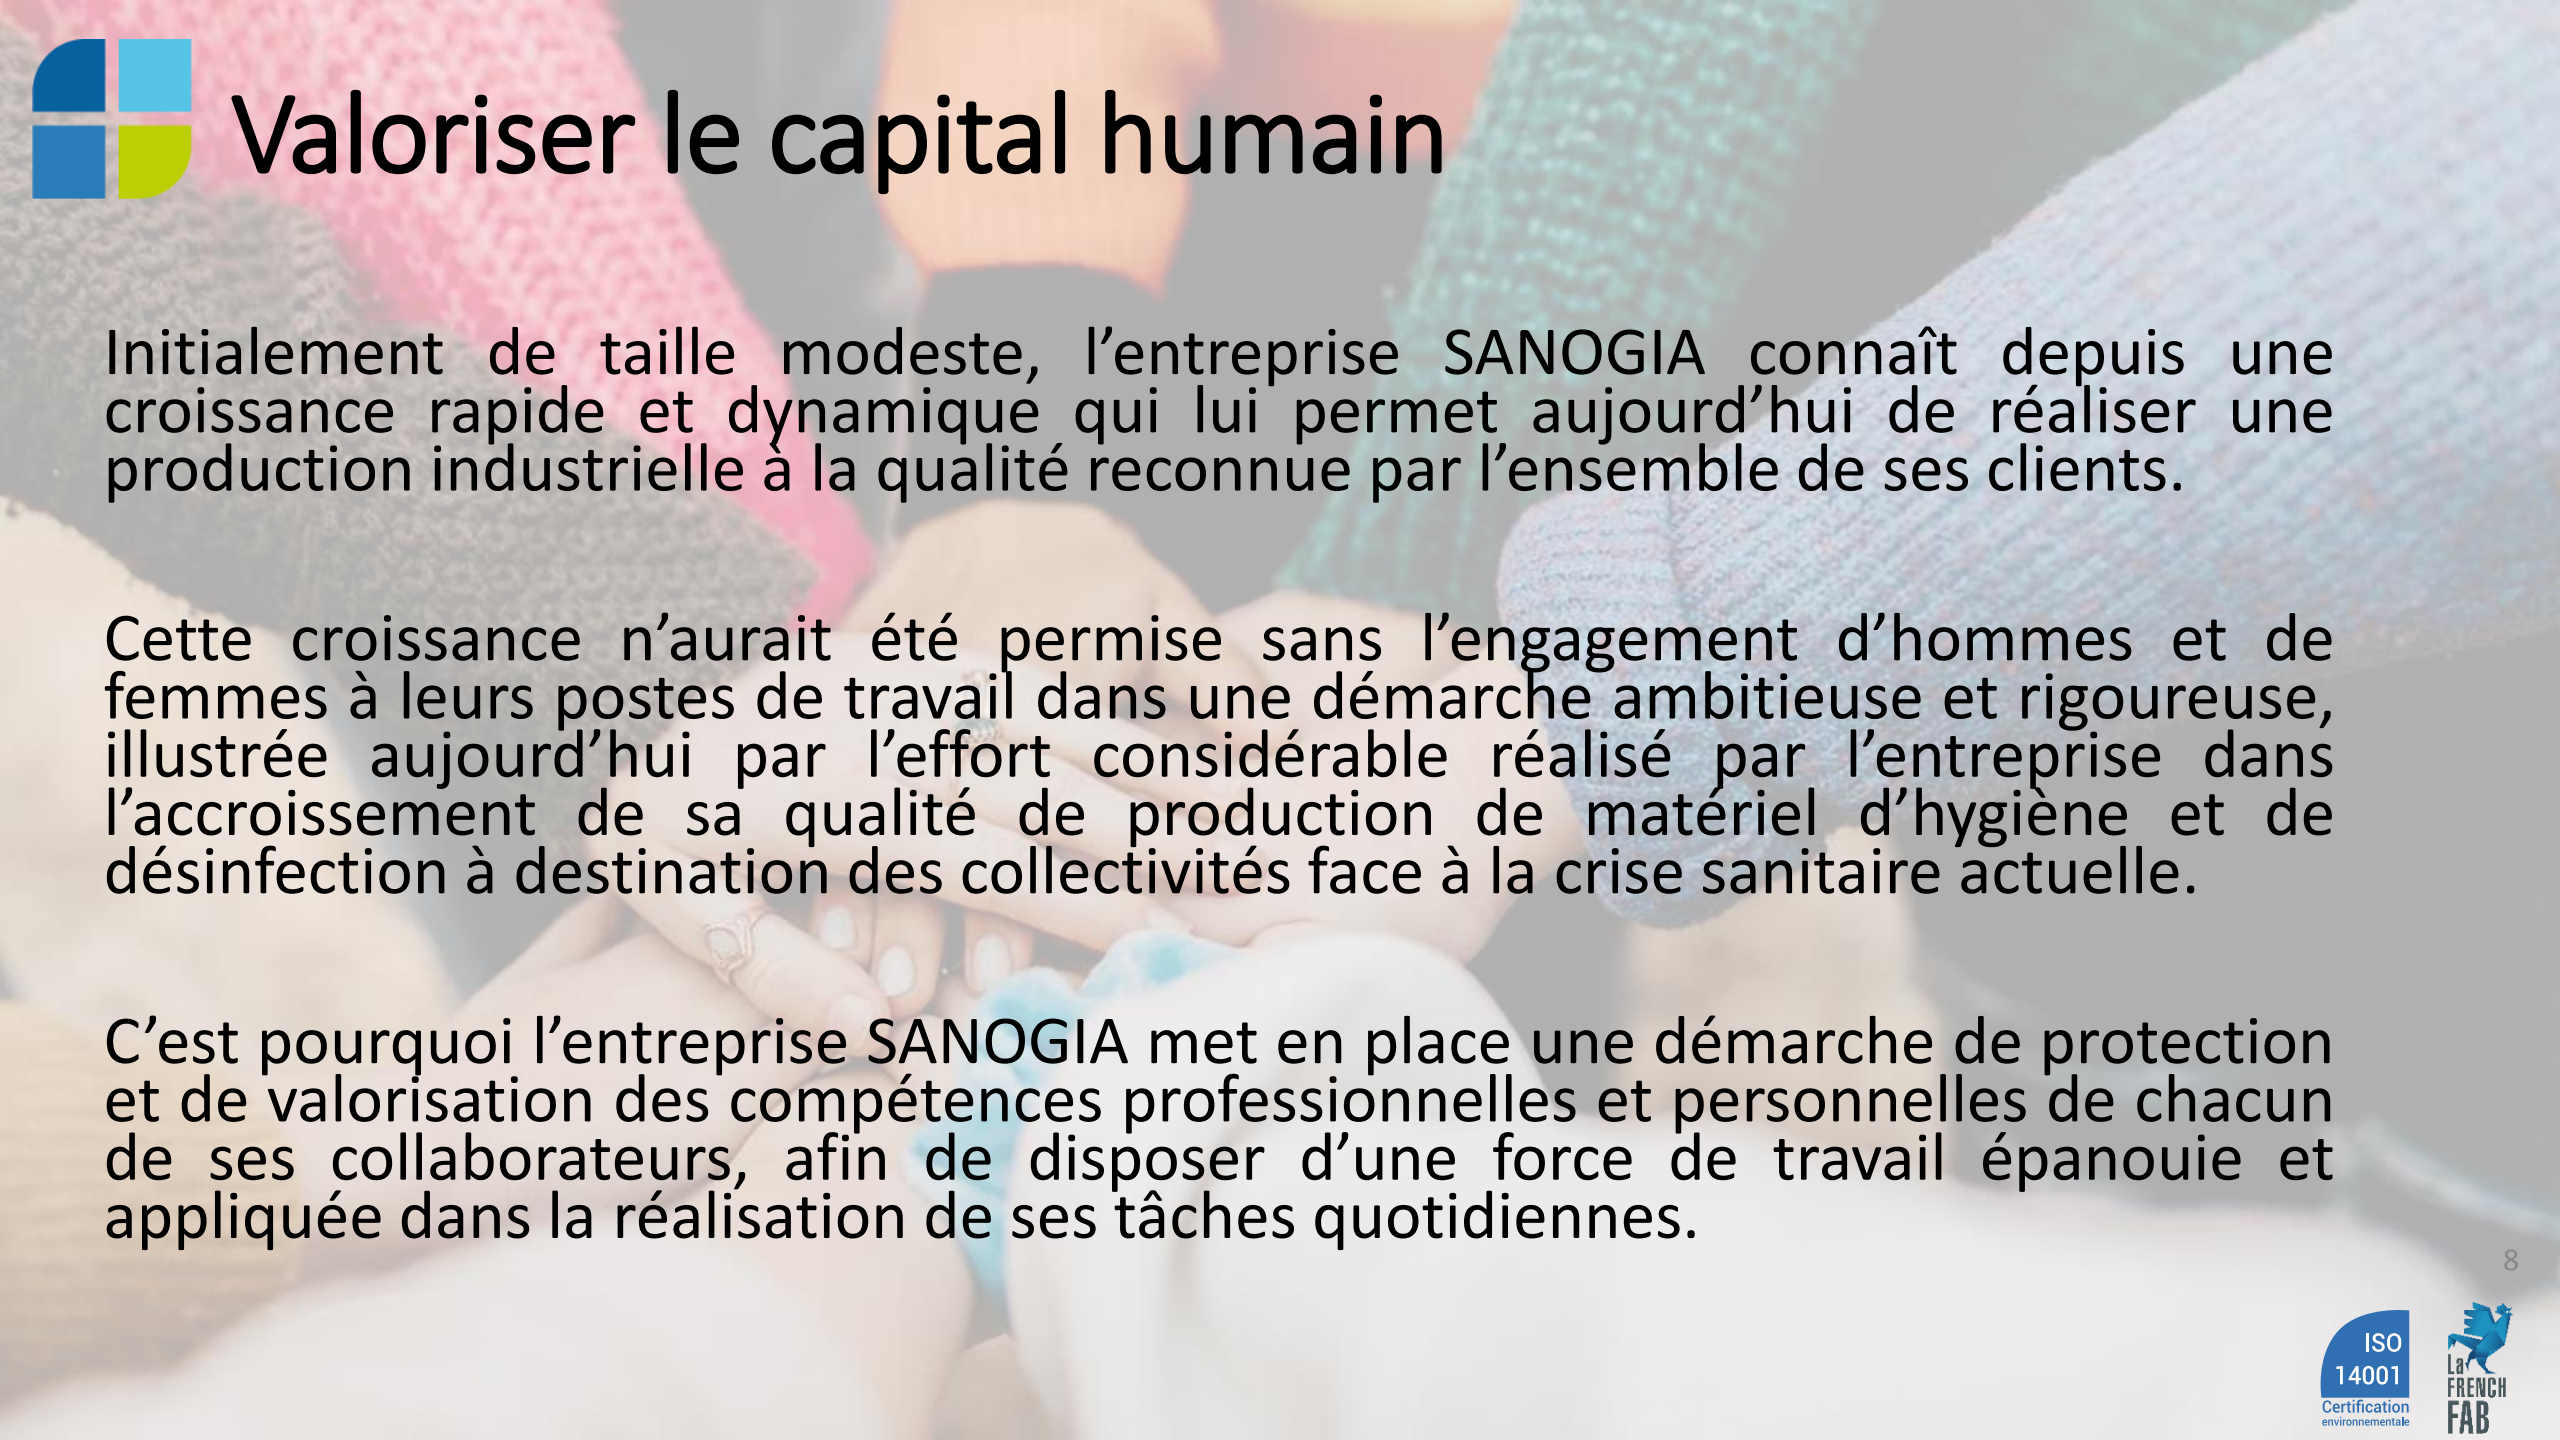 Valoriser le capital humain
Initialement de taille modeste, l’entreprise SANOGIA connaît depuis une
croissance rapide et dynamique qui lui permet aujourd’hui de réaliser une
production industrielle à la qualité reconnue par l’ensemble de ses clients.
Cette croissance n’aurait été permise sans l’engagement d’hommes et de
femmes à leurs postes de travail dans une démarche ambitieuse et rigoureuse,
illustrée aujourd’hui par l’effort considérable réalisé par l’entreprise dans
l’accroissement de sa qualité de production de matériel d’hygiène et de
désinfection à destination des collectivités face à la crise sanitaire actuelle.
C’est pourquoi l’entreprise SANOGIA met en place une démarche de protection
et de valorisation des compétences professionnelles et personnelles de chacun
de ses collaborateurs, afin de disposer d’une force de travail épanouie et
appliquée dans la réalisation de ses tâches quotidiennes.
8
ISO
14001
Certification
environnementale
La
FRENCH
FAB